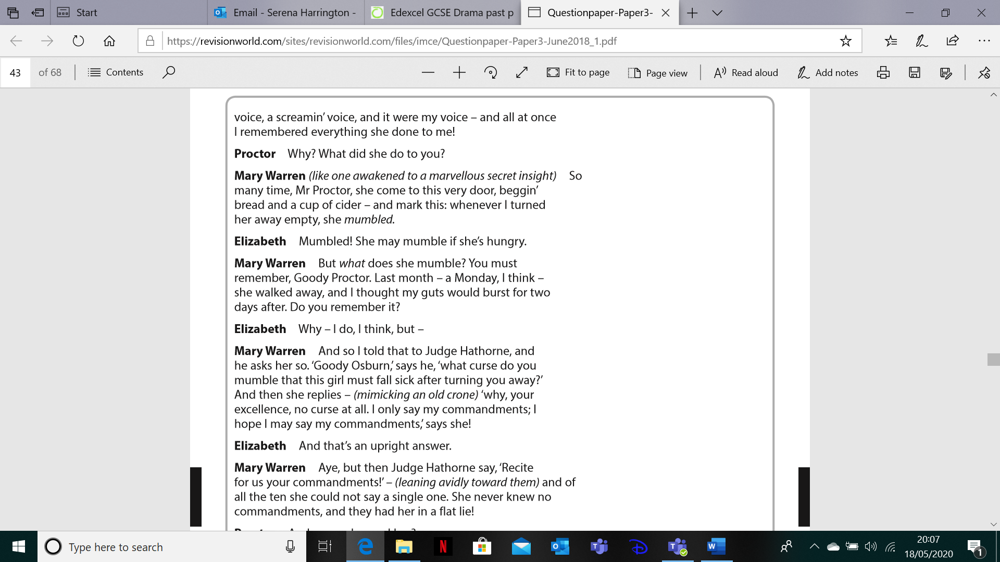 Start
Email - Serena Harrington -
Edexcel GCSE Drama past p
Questionpaper-Paper3-
https://revisionworld.com/sites/revisionworld.com/files/imce/Questionpaper-Paper3-June2018_1.pdf
43 of 68
Contents
Fit to page
Page view
Read aloud
Add notes
voice, a screamin' voice, and it were my voice – and all at once
I remembered everything she done to me!
Proctor Why? What did she do to you?
Mary Warren (like one awakened to a marvellous secret insight) So
many time, Mr Proctor, she come to this very door, beggin'
bread and a cup of cider – and mark this: whenever I turned
her away empty, she mumbled.
Elizabeth Mumbled! She may mumble if she's hungry.
Mary Warren But what does she mumble? You must
remember, Goody Proctor. Last month – a Monday, I think –
she walked away, and I thought my guts would burst for two
days after. Do you remember it?
Elizabeth Why – I do, I think, but –
Mary Warren And so I told that to Judge Hathorne, and
he asks her so. 'Goody Osburn,' says he, 'what curse do you
mumble that this girl must fall sick after turning you away?'
And then she replies – (mimicking an old crone) 'why, your
excellence, no curse at all. I only say my commandments; I
hope I may say my commandments,' says she!
Elizabeth And that's an upright answer.
Mary Warren Aye, but then Judge Hathorne say, 'Recite
for us your commandments!' – (leaning avidly toward them) and of
all the ten she could not say a single one. She never knew no
commandments, and they had her in a flat lie!
Type here to search
20:07
18/05/2020
1